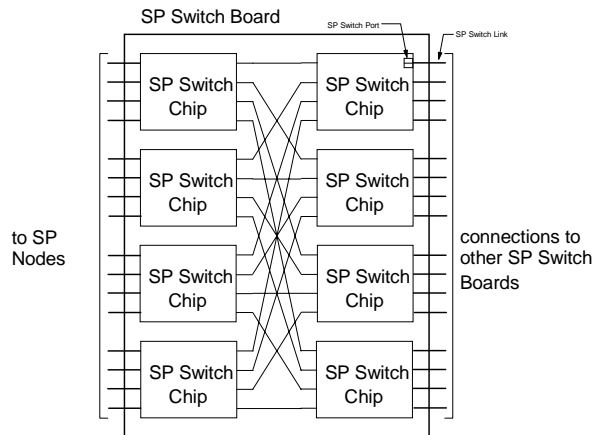 SP Switch Board
SP Switch Port
SP Switch Link
SP Switch
Chip
SP Switch
Chip
SP Switch
Chip
SP Switch
Chip
to SP
Nodes
connections to
other SP Switch
Boards
SP Switch
Chip
SP Switch
Chip
SP Switch
Chip
SP Switch
Chip